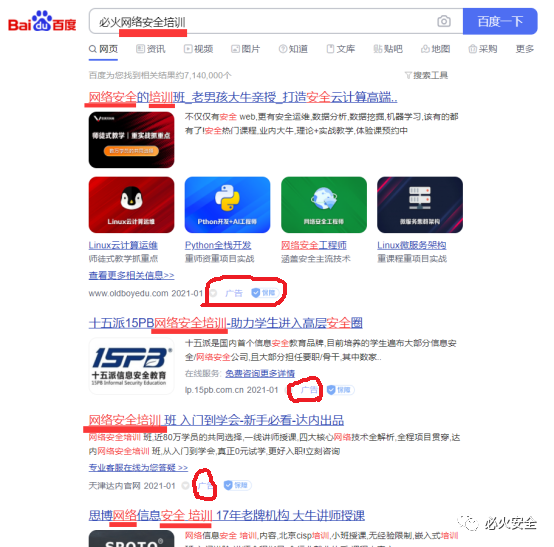 Bai du 百度
必火网络安全培训
百度一下
网页 资讯 视频 图片 知道 文库 贴吧 地图 采购 更多
百度为您找到相关结果约7,140,000个
搜索工具
网络安全的培训班_老男孩大牛亲授_打造安全云计算高端..
师徒式教学 | 重实战抓重点
不仅仅有安全 web,更有安全运维,数据分析,数据挖掘,机器学习,该有的都
有了!安全热门课程,业内大牛,理论+实战教学,体验课预约中
Linux云计算运维
Pthon开发+AI工程师
网络安全工程师
微服务集群架构
Linux云计算运维
Python全栈开发
网络安全工程师
Linux微服务架构
师徒式教学抓重点
重师资重项目实战
涵盖安全主流技术
重课程重项目实战
查看更多相关信息>>
www.oldboyedu.com 2021-01 广告 保障
十五派15PB网络安全培训-助力学生进入高层安全圈
15PB
十五派信息安全教育
15PB Information Security Education
十五派是国内首个信息安全教育品牌,目前培养的学生遍布大部分信息安
全/网络安全公司,且大部分担任要职/骨干,其中数家..
在线服务: 免费咨询更多详情
lp.15pb.com.cn 2021-01 广告 保障
网络安全培训 班 入门到学会-新手必看-达内出品
网络安全培训 班,近80万学员的共同选择,一线讲师授课,四大核心网络技术全解析,全程项目贯穿,达
内网络安全培训 班,从入门到学会,真正0元试学,更好入职!立刻咨询
专业客服在线为您答疑 >>
天津达内官网 2021-01 广告 保障
思博网络信息安全 培训 17年老牌机构 大牛讲师授课
SPOTO
网络信息安全 培训,内容,北京cisp培训,小班授课,无经验限制,嵌入式培训
必火安全